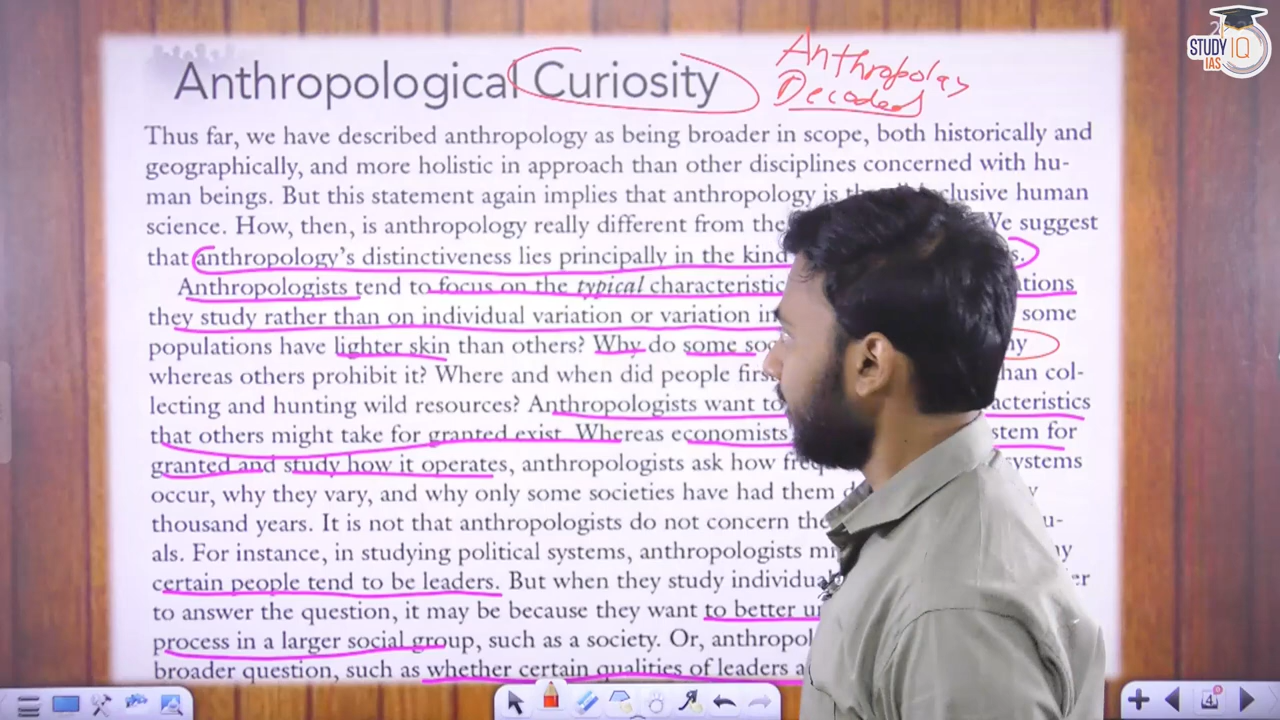 STUDY IQ
IAS
Anthropological Curiosity
Anthropology
Decoded
Thus far, we have described anthropology as being broader in scope, both historically and
geographically, and more holistic in approach than other disciplines concerned with hu-
man beings. But this statement again implies that anthropology is human
science. How, then, is anthropology really different from the We suggest
that anthropology's distinctiveness lies principally in the kind
Anthropologists tend to focus on the typical
they study rather than on individual variation or variation in some
populations have lighter skin than others? Why do some
whereas others prohibit it? Where and when did people col-
lecting and hunting wild resources? Anthropologists want to
that others might take for granted exist. Whereas economists for
granted and study how it operates, anthropologists ask how systems
occur, why they vary, and why only some societies have had them
thousand years. It is not that anthropologists do not concern
als. For instance, in studying political systems, anthropologists
certain people tend to be leaders. But when they study
to answer the question, it may be because they want to better
process in a larger social group, such as a society. Or,
broader question, such as whether certain qualities of leaders
4